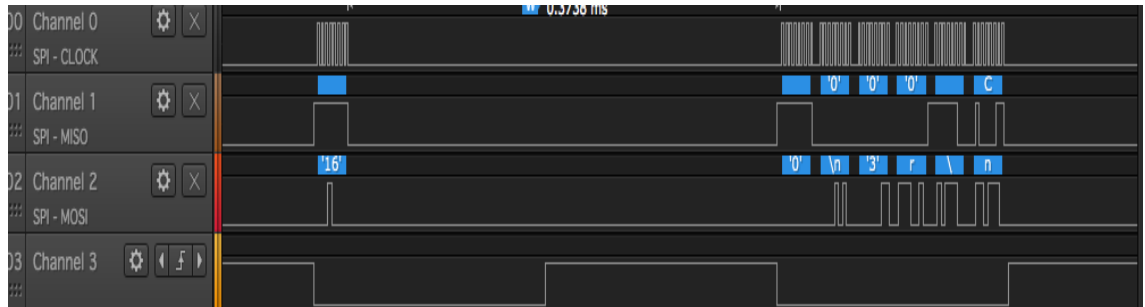 W 0.3738 ms
00 Channel 0
SPI - CLOCK
01 Channel 1
SPI - MISO
'0' '0' '0' C
02 Channel 2
SPI - MOSI
'16' '0' \n '3' r \ n
03 Channel 3